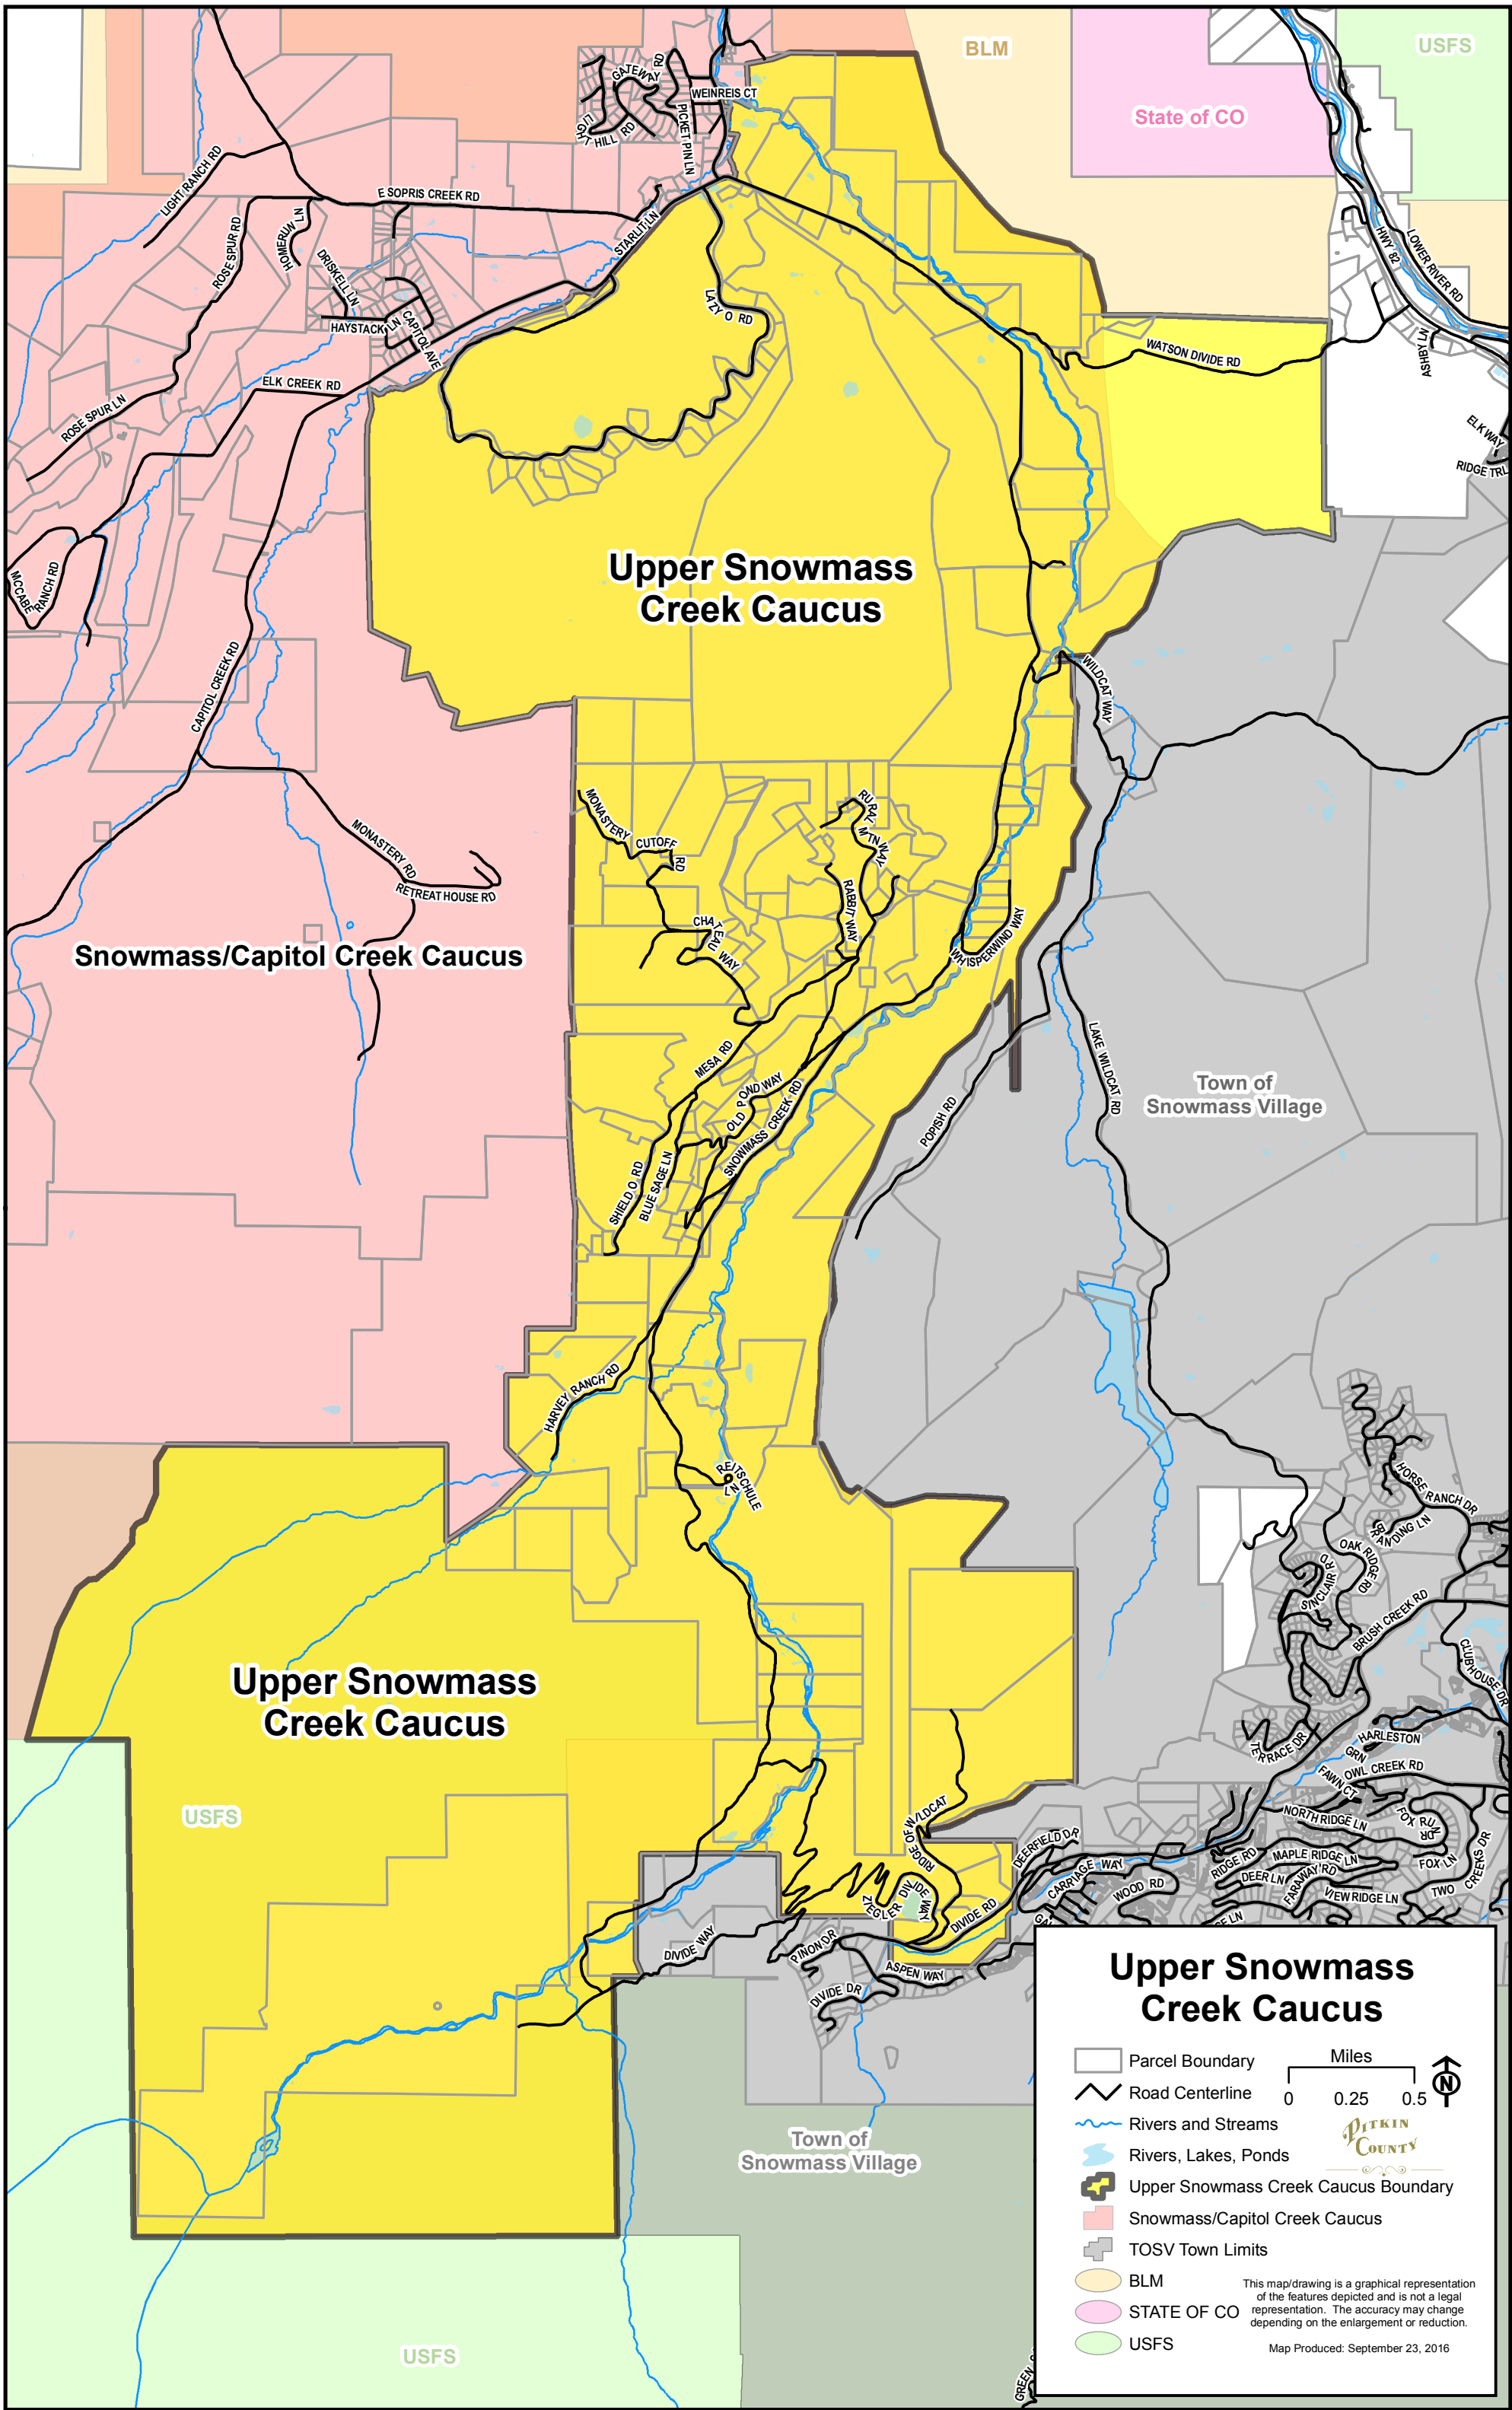 BLM
USFS
State of CO
GATEWAY RD
WEINREIS CT
LIGHT HILL RD
PICKET PIN LN
LIGHT RANCH RD
E SOPRIS CREEK RD
STARLIT LN
ROSE SPUR RD
HOMERUN LN
DRISKELL LN
HAYSTACK LN
CAPITOL AVE
LAZY O RD
HWY 82
LOWER RIVER RD
WATSON DIVIDE RD
ASHBY LN
ELK CREEK RD
ROSE SPUR LN
ELK WAY
RIDGE TRL
MCCABE RANCH RD
Upper Snowmass
Creek Caucus
CAPITOL CREEK RD
WILDCAT WAY
MONASTERY CUTOFF RD
RURAL MTN WAY
MONASTERY RD
RETREAT HOUSE RD
RABBIT WAY
CHATEAU WAY
WHISPERWIND WAY
Snowmass/Capitol Creek Caucus
LAKE WILDCAT RD
MESA RD
OLD POND WAY
SNOWMASS CREEK RD
POPISH RD
Town of
Snowmass Village
SHIELD O RD
BLUE SAGE LN
HARVEY RANCH RD
REITSCHULE LN
HORSE RANCH DR
BRANDING LN
OAK RIDGE RD
SINCLAIR RD
BRUSH CREEK RD
CLUBHOUSE DR
Upper Snowmass
Creek Caucus
TERRACE DR
HARLESTON GRN
OWL CREEK RD
FAWN CT
USFS
RIDGE OF WILDCAT
NORTH RIDGE LN
FOX RUN DR
DEERFIELD DR
CARRIAGE WAY
RIDGE RD
MAPLE RIDGE LN
FOX LN
TWO CREEKS DR
WOOD RD
DEER LN
FARAWAY RD
VIEW RIDGE LN
ZIEGLER DIVIDE WAY
DIVIDE RD
DIVIDE WAY
PINON DR
ASPEN WAY
DIVIDE DR
Town of
Snowmass Village
USFS
Upper Snowmass
Creek Caucus
Parcel Boundary
Road Centerline
Rivers and Streams
Rivers, Lakes, Ponds
Upper Snowmass Creek Caucus Boundary
Snowmass/Capitol Creek Caucus
TOSV Town Limits
BLM
STATE OF CO
USFS
Miles
0 0.25 0.5
N
PITKIN
COUNTY
This map/drawing is a graphical representation
of the features depicted and is not a legal
representation. The accuracy may change
depending on the enlargement or reduction.
Map Produced: September 23, 2016